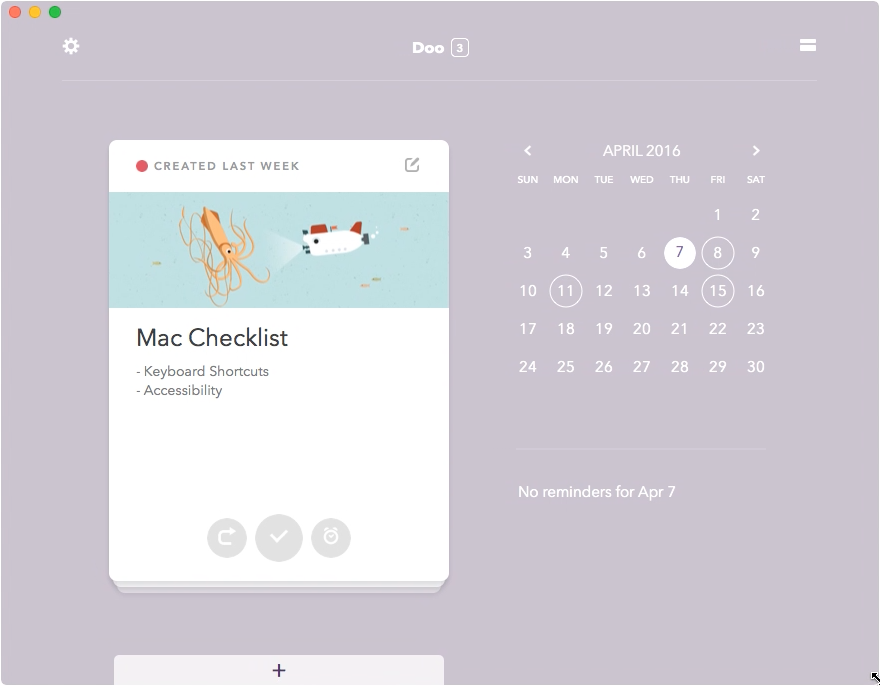 Doo 3
CREATED LAST WEEK
Mac Checklist
- Keyboard Shortcuts
- Accessibility
APRIL 2016
SUN MON TUE WED THU FRI SAT
1 2
3 4 5 6 7 8 9
10 11 12 13 14 15 16
17 18 19 20 21 22 23
24 25 26 27 28 29 30
No reminders for Apr 7
+